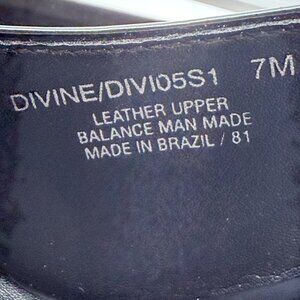 DIVINE/DIVI05S1 7M
LEATHER UPPER
BALANCE MAN MADE
MADE IN BRAZIL / 81